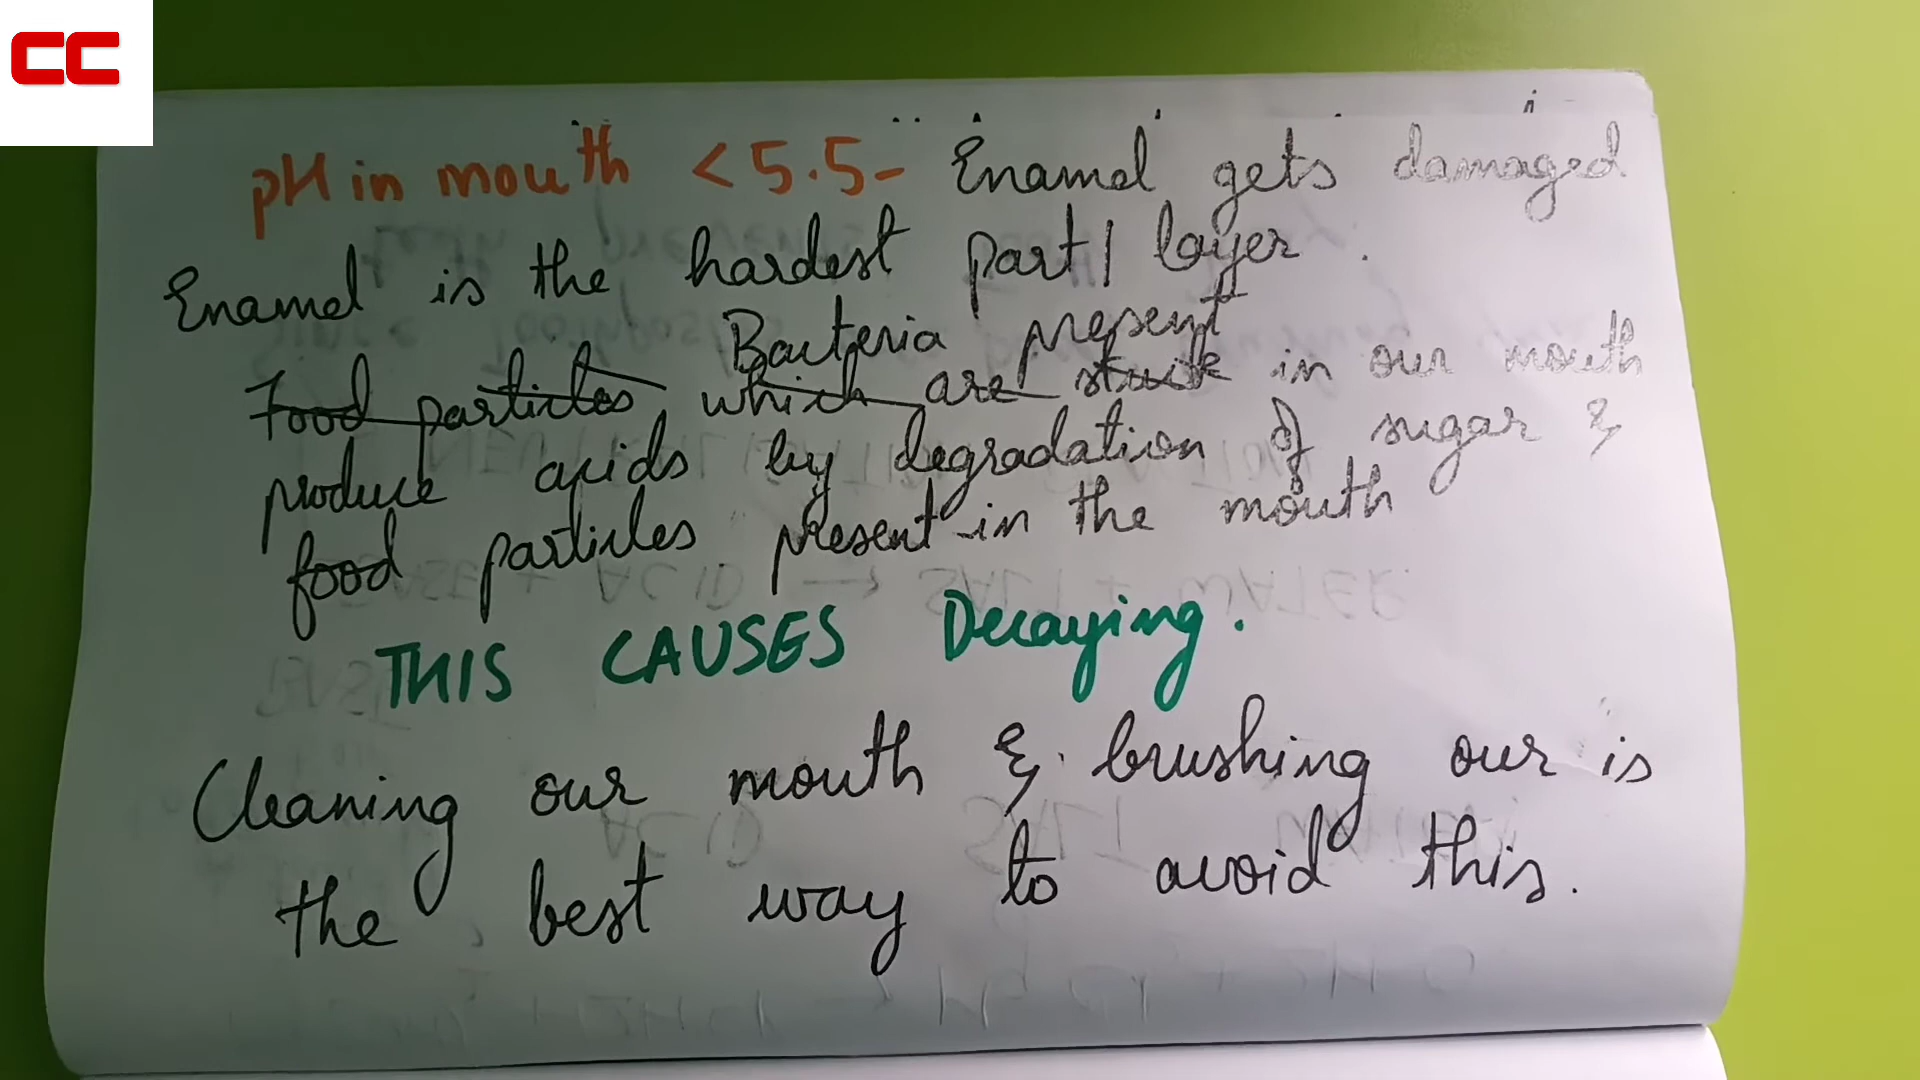 CC
pH in mouth < 5.5 - Enamel gets damaged
Enamel is the hardest part/ layer.
Bacteria present
Food particles which are stuck in our mouth
produce acids by degradation of sugar &
food particles present in the mouth
THIS CAUSES Decaying.
Cleaning our mouth & brushing our is
the best way to avoid this.